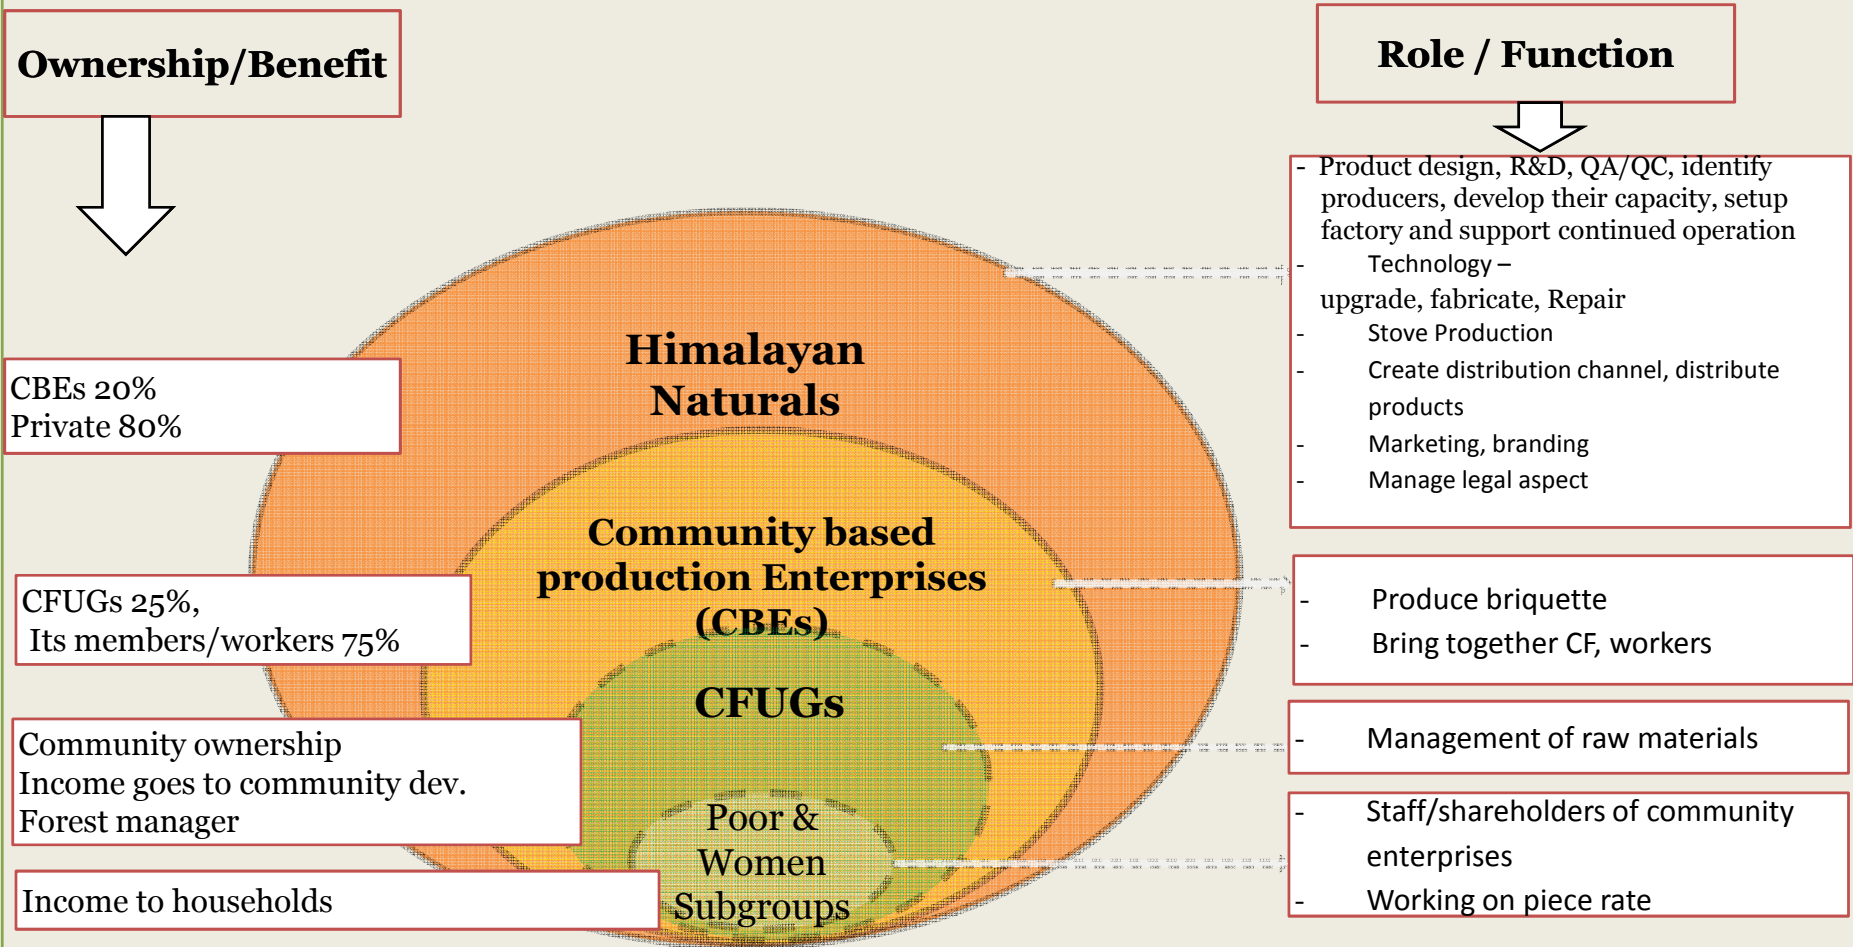 Ownership/Benefit
Role / Function
CBEs 20%
Private 80%
CFUGs 25%,
Its members/workers 75%
Community ownership
Income goes to community dev.
Forest manager
Income to households
Himalayan
Naturals
Community based
production Enterprises
(CBEs)
CFUGs
Poor &
Women
Subgroups
- Product design, R&D, QA/QC, identify
producers, develop their capacity, setup
factory and support continued operation
- Technology –
upgrade, fabricate, Repair
- Stove Production
- Create distribution channel, distribute
products
- Marketing, branding
- Manage legal aspect
- Produce briquette
- Bring together CF, workers
- Management of raw materials
- Staff/shareholders of community
enterprises
- Working on piece rate